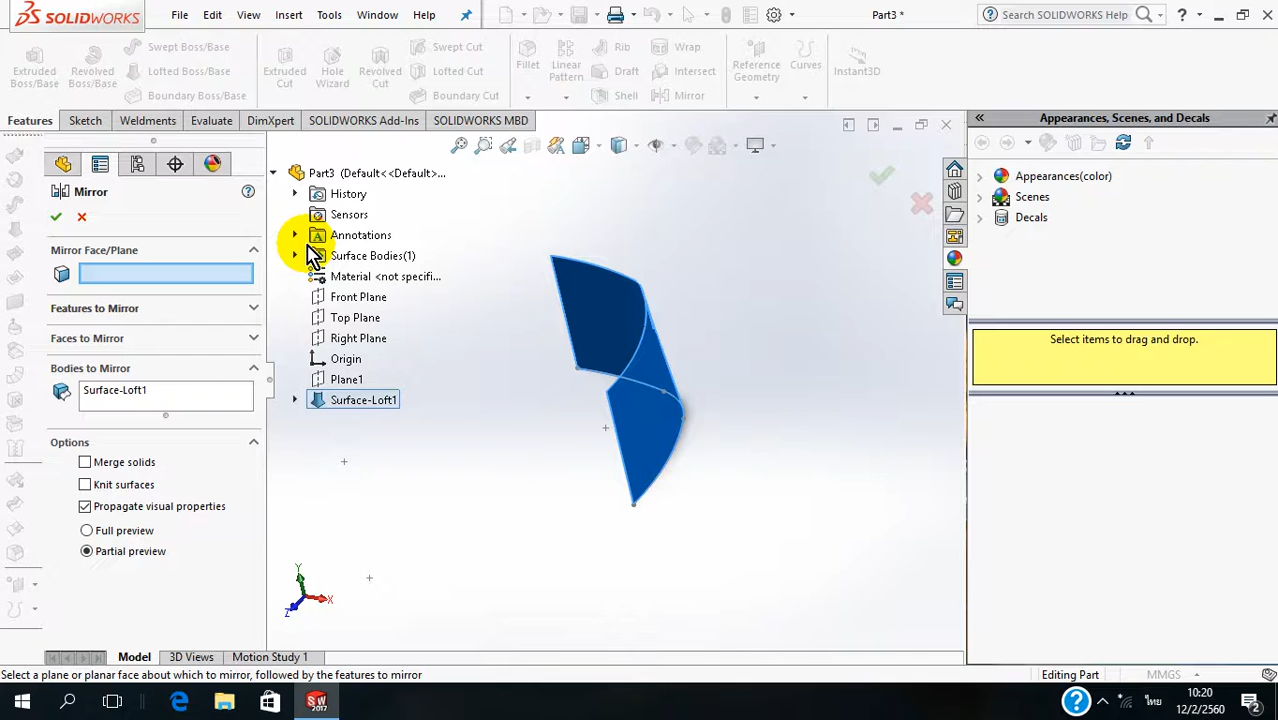 SOLIDWORKS File Edit View Insert Tools Window Help Part3 * Search SOLIDWORKS Help ?
Extruded Boss/Base
Revolved Boss/Base
Swept Boss/Base
Lofted Boss/Base
Boundary Boss/Base
Extruded Cut
Hole Wizard
Revolved Cut
Swept Cut
Lofted Cut
Boundary Cut
Fillet
Linear Pattern
Rib
Draft
Shell
Wrap
Intersect
Mirror
Reference Geometry
Curves
Instant3D
Features Sketch Weldments Evaluate DimXpert SOLIDWORKS Add-Ins SOLIDWORKS MBD
Mirror
Mirror Face/Plane
Features to Mirror
Faces to Mirror
Bodies to Mirror
Surface-Loft1
Options
Merge solids
Knit surfaces
Propagate visual properties
Full preview
Partial preview
Part3 (Default<<Default>...
History
Sensors
Annotations
Surface Bodies(1)
Material <not specifi...
Front Plane
Top Plane
Right Plane
Origin
Plane1
Surface-Loft1
Y
X
Z
Appearances, Scenes, and Decals
Appearances(color)
Scenes
Decals
Select items to drag and drop.
Model 3D Views Motion Study 1
Select a plane or planar face about which to mirror, followed by the features to mirror Editing Part MMGS
SW 2017
ไทย
10:20
12/2/2560
2